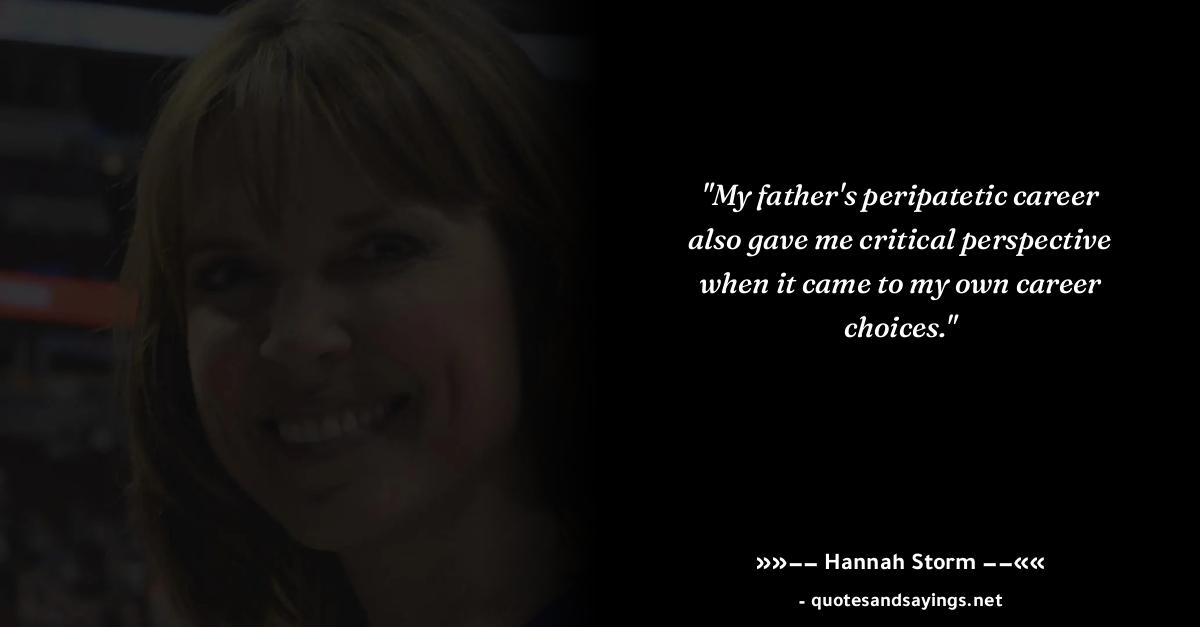 "My father's peripatetic career
also gave me critical perspective
when it came to my own career
choices."
»»–– Hannah Storm ––««
- quotesandsayings.net